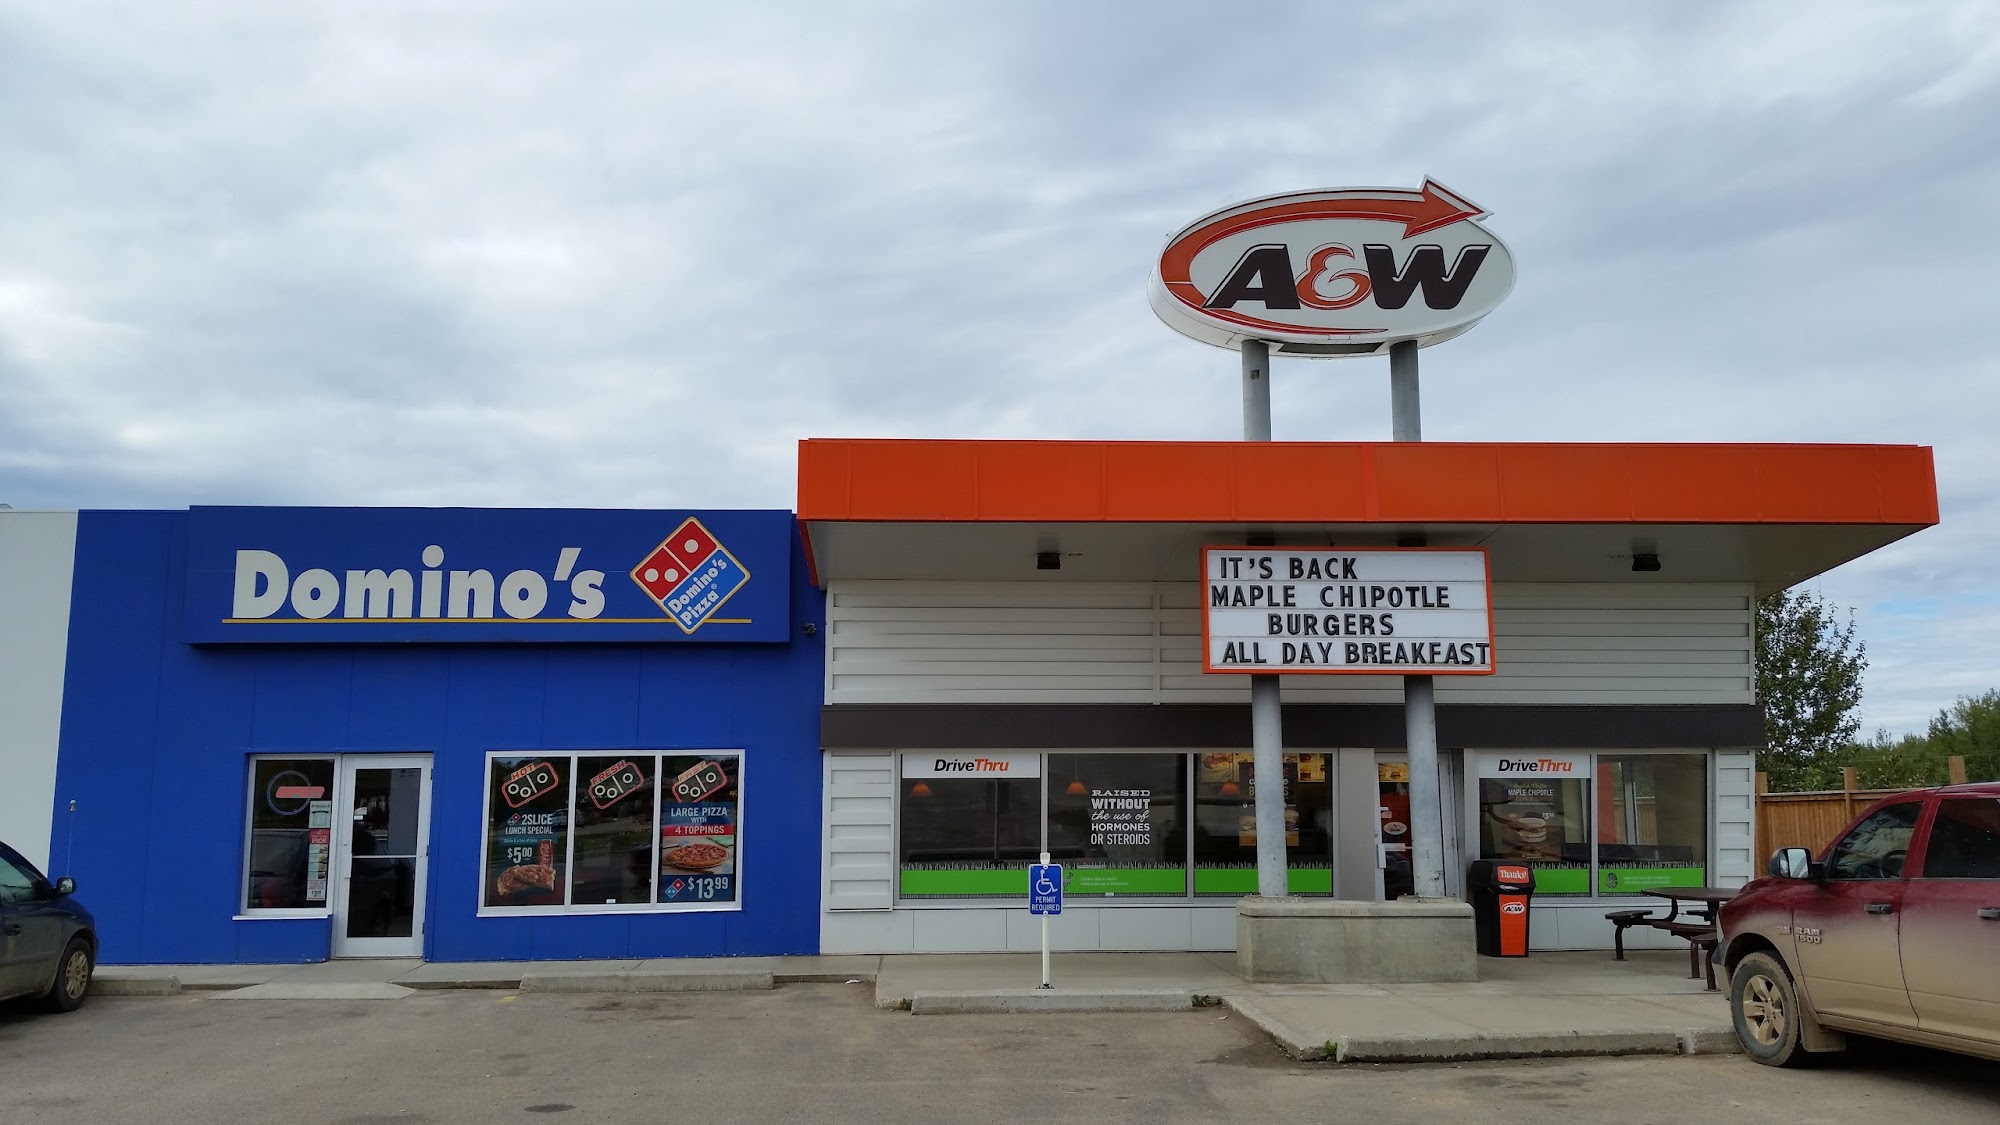 A&W
Domino's
Domino's
Pizza®
IT'S BACK
MAPLE CHIPOTLE
BURGERS
ALL DAY BREAKFAST
OPEN
HOT
FRESH
2SLICE
LUNCH SPECIAL
$5.00
LARGE PIZZA
WITH
4 TOPPINGS
$13.99
DriveThru
RAISED
WITHOUT
the use of
HORMONES
OR STEROIDS
DriveThru
MAPLE CHIPOTLE
PERMIT
REQUIRED
Thanks!
A&W
RAM
1500